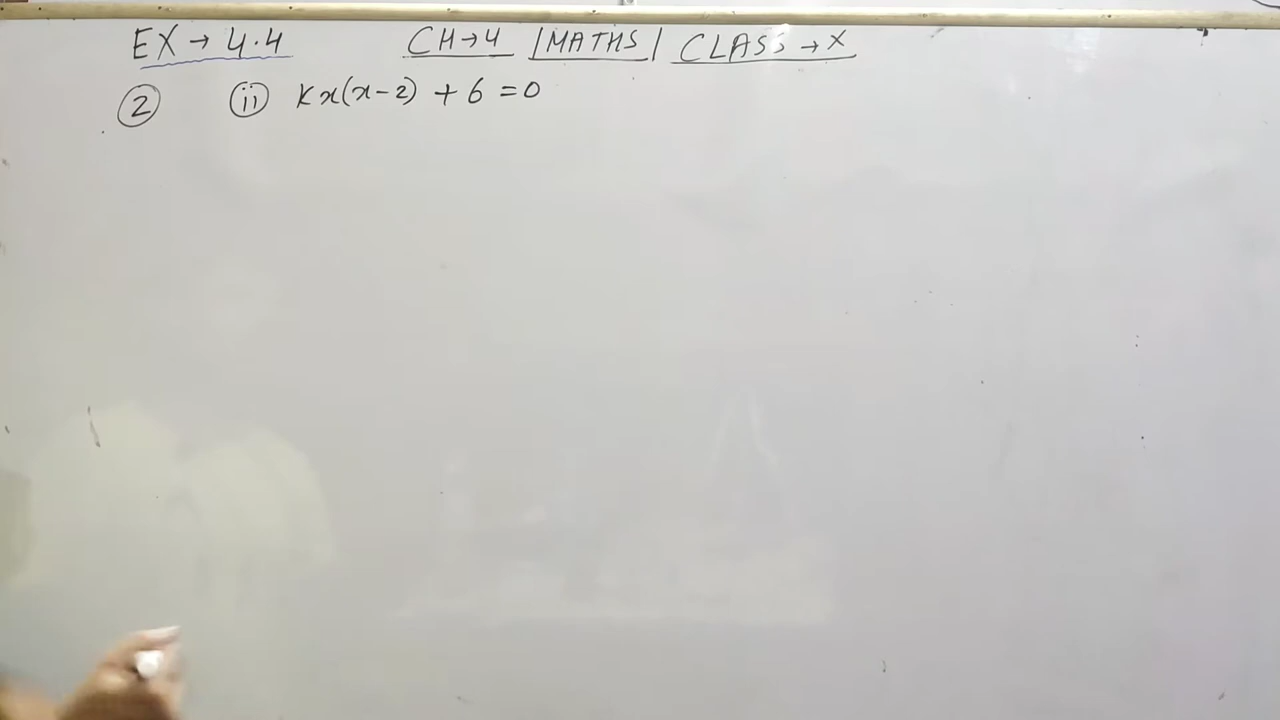 EX → 4.4 CH→4 | MATHS | CLASS → X
2 ii kx(x-2) + 6 = 0